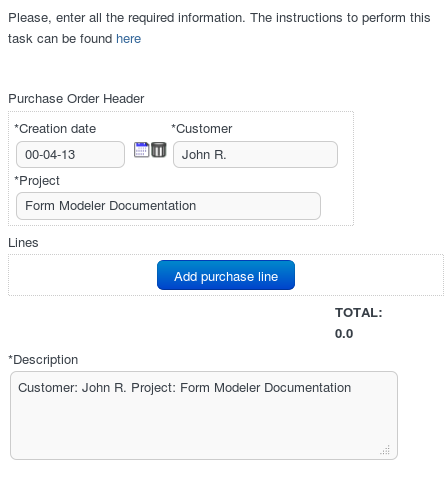 Please, enter all the required information. The instructions to perform this
task can be found here
Purchase Order Header
*Creation date *Customer
00-04-13 John R.
*Project
Form Modeler Documentation
Lines
Add purchase line
TOTAL:
0.0
*Description
Customer: John R. Project: Form Modeler Documentation